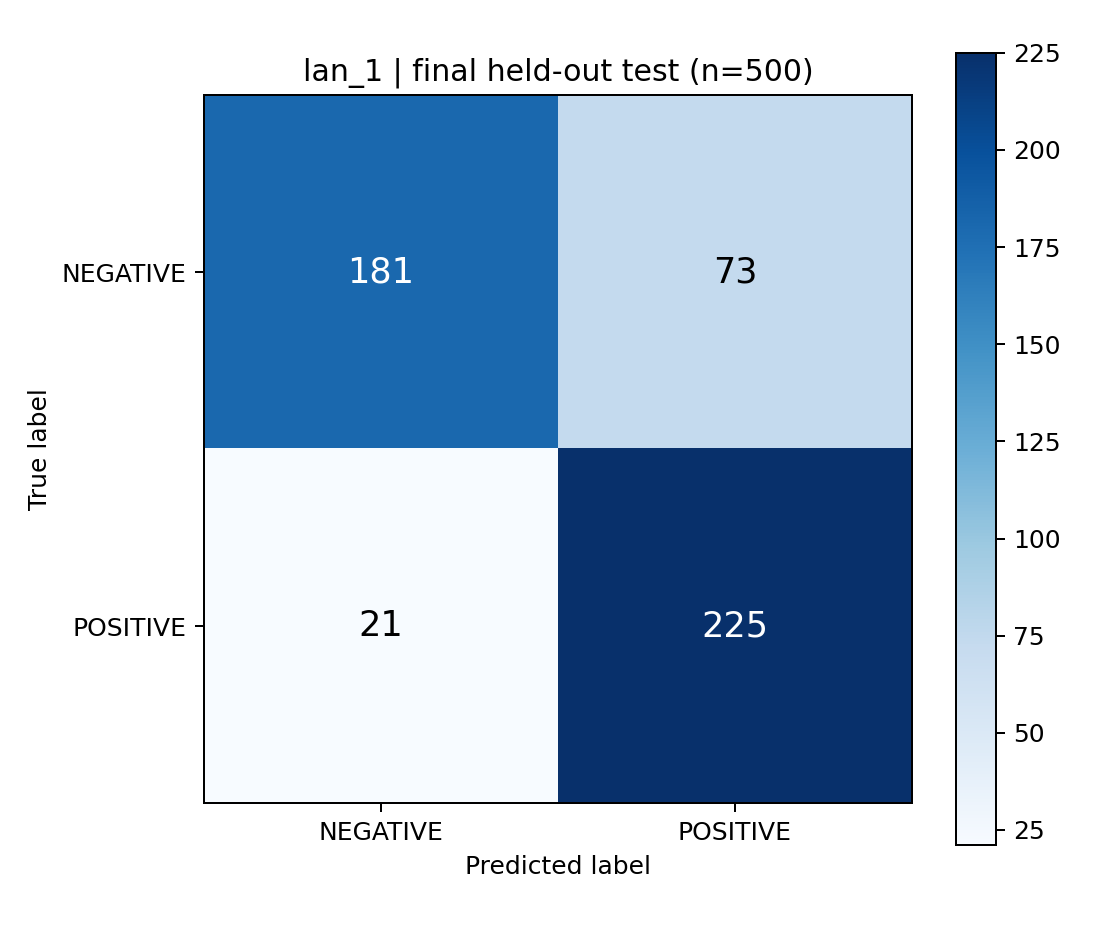 lan_1 | final held-out test (n=500)
225
200
175
150
125
100
75
50
25
True label
NEGATIVE
181
73
POSITIVE
21
225
NEGATIVE
POSITIVE
Predicted label